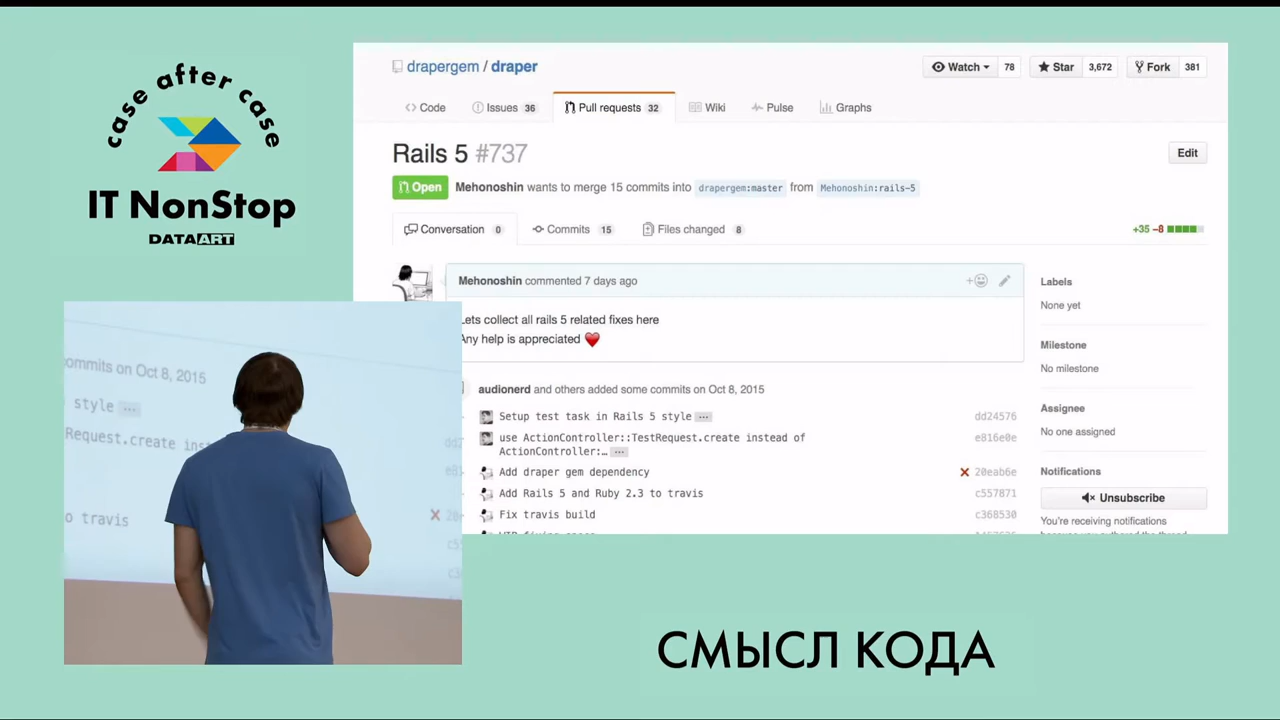 case after case
IT NonStop
DATAART
drapergem / draper
Watch 78 Star 3,672 Fork 381
Code Issues 36 Pull requests 32 Wiki Pulse Graphs
Rails 5 #737
Edit
Open Mehonoshin wants to merge 15 commits into drapergem:master from Mehonoshin:rails-5
Conversation 0 Commits 15 Files changed 8 +35 −8
Mehonoshin commented 7 days ago
Lets collect all rails 5 related fixes here
Any help is appreciated ❤
Labels
None yet
Milestone
No milestone
Assignee
No one assigned
Notifications
Unsubscribe
You're receiving notifications
because you authored the thread
audionerd and others added some commits on Oct 8, 2015
Setup test task in Rails 5 style ... dd24576
use ActionController::TestRequest.create instead of e816e0e
ActionController:… ...
Add draper gem dependency 20eab6e
Add Rails 5 and Ruby 2.3 to travis c557871
Fix travis build c368530
commits on Oct 8, 2015
style ...
Request.create
to travis
СМЫСЛ КОДА